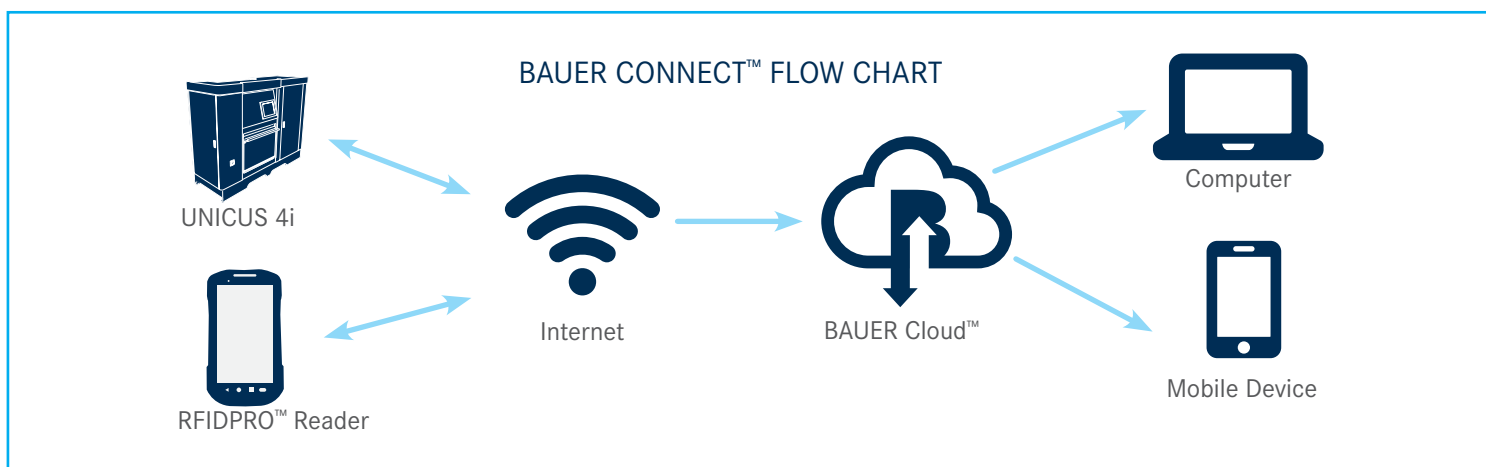 BAUER CONNECT™ FLOW CHART
UNICUS 4i
RFIDPRO™ Reader
Internet
B
BAUER Cloud™
Computer
Mobile Device